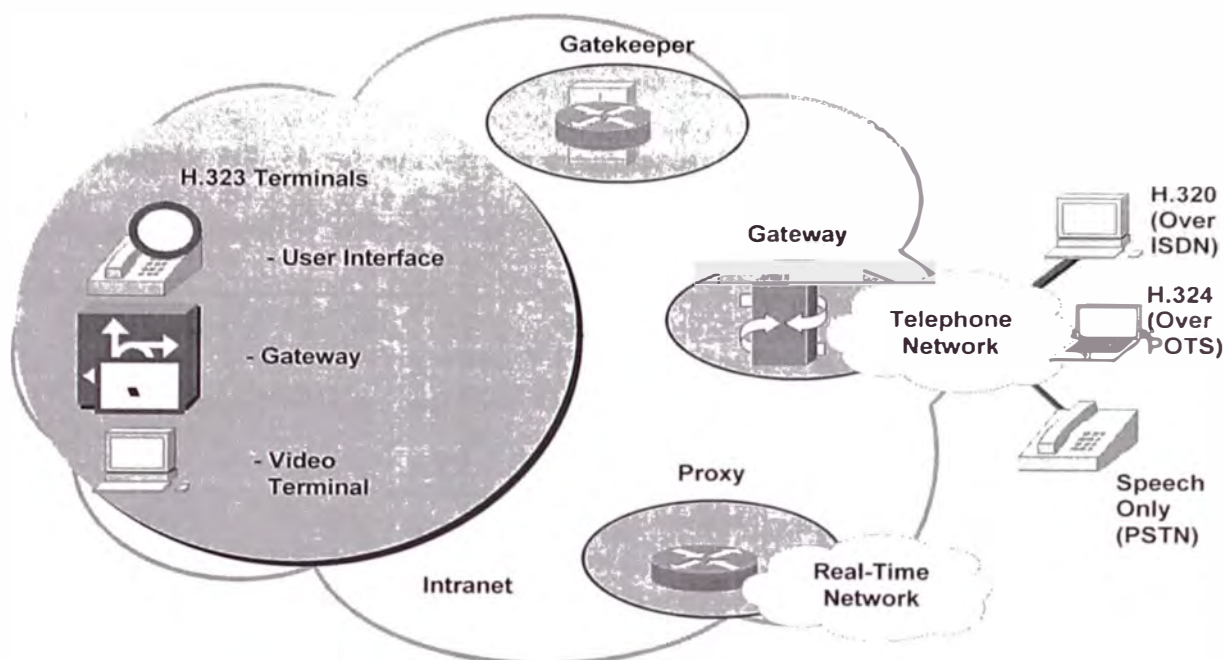 Gatekeeper
H.323 Terminals
- User Interface
- Gateway
- Video
Terminal
Gateway
Telephone
Network
H.320
(Over
ISDN)
H.324
(Over
POTS)
Speech
Only
(PSTN)
Proxy
Real-Time
Network
Intranet